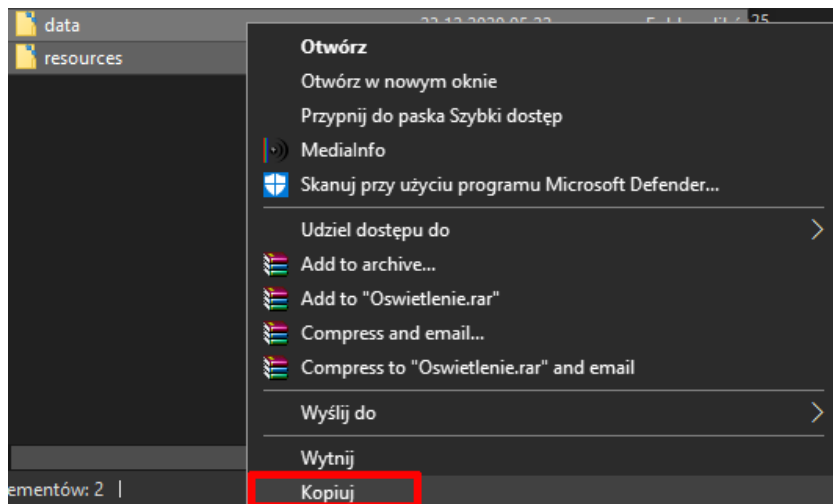 data
resources
25
Otwórz
Otwórz w nowym oknie
Przypnij do paska Szybki dostęp
MediaInfo
Skanuj przy użyciu programu Microsoft Defender...
Udziel dostępu do
Add to archive...
Add to "Oswietlenie.rar"
Compress and email...
Compress to "Oswietlenie.rar" and email
Wyślij do
Wytnij
ementów: 2
Kopiuj